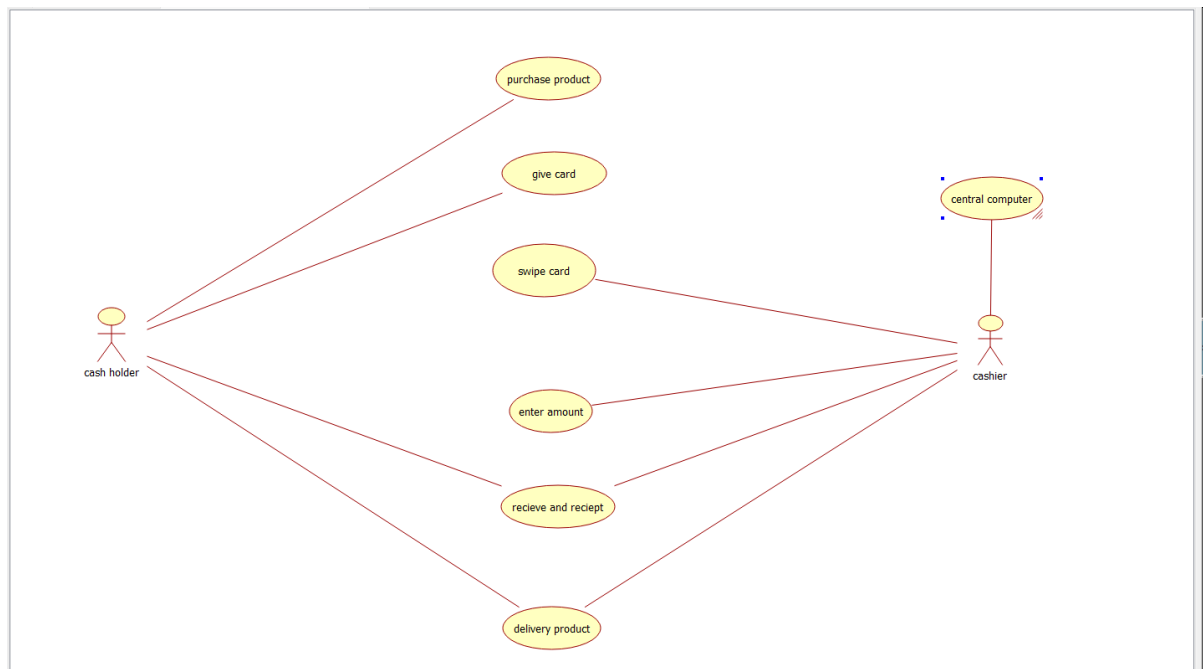 purchase product
give card
central computer
swipe card
cash holder
cashier
enter amount
recieve and reciept
delivery product